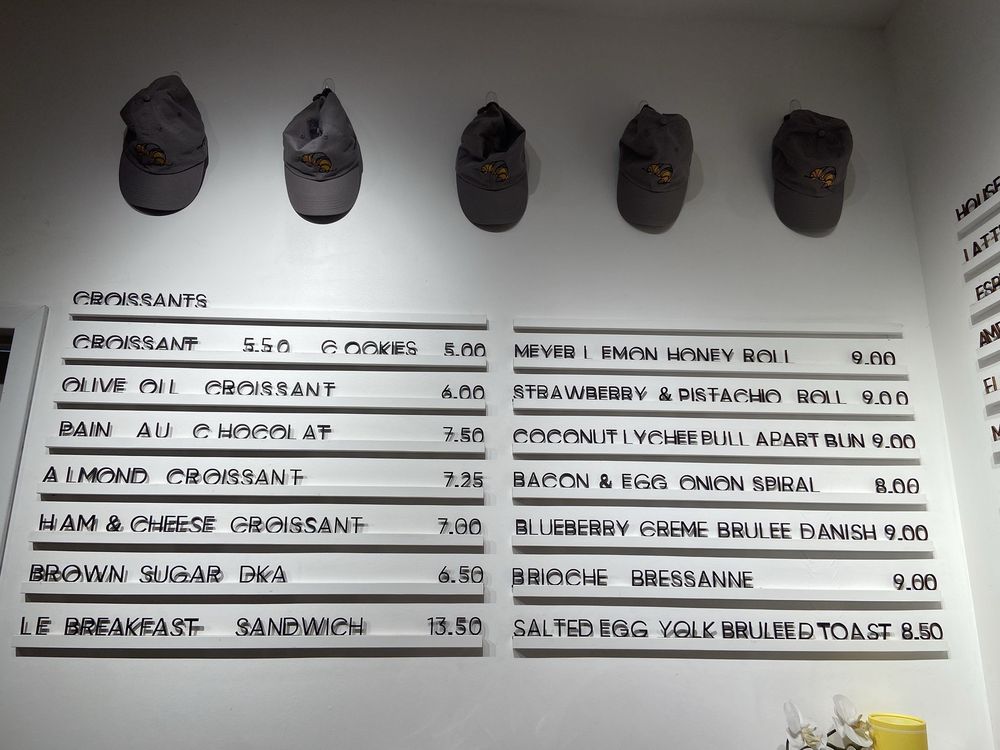 CROISSANTS
CROISSANT 5.50 COOKIES 5.00
OLIVE OIL CROISSANT 6.00
PAIN AU CHOCOLAT 7.50
ALMOND CROISSANT 7.25
HAM & CHEESE CROISSANT 7.00
BROWN SUGAR DKA 6.50
LE BREAKFAST SANDWICH 13.50
MEYER LEMON HONEY ROLL 9.00
STRAWBERRY & PISTACHIO ROLL 9.00
COCONUT LYCHEE PULL APART BUN 9.00
BACON & EGG ONION SPIRAL 8.00
BLUEBERRY CREME BRULEE DANISH 9.00
BRIOCHE BRESSANNE 9.00
SALTED EGG YOLK BRULEED TOAST 8.50
HOUSE